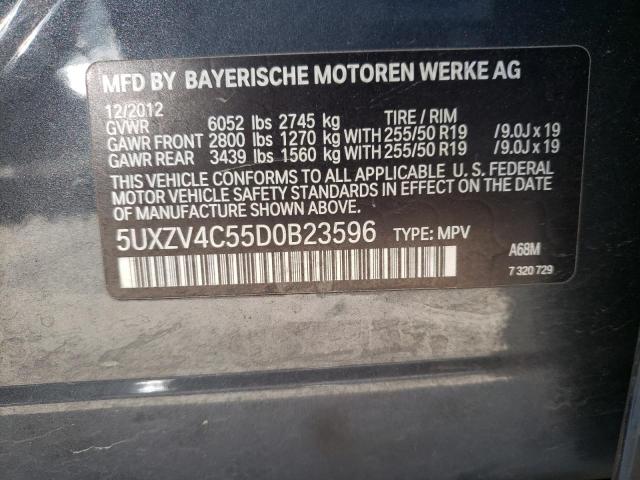 MFD BY BAYERISCHE MOTOREN WERKE AG
12/2012 TIRE / RIM
GVWR 6052 lbs 2745 kg
GAWR FRONT 2800 lbs 1270 kg WITH 255/50 R19 /9.0J x 19
GAWR REAR 3439 lbs 1560 kg WITH 255/50 R19 /9.0J x 19
THIS VEHICLE CONFORMS TO ALL APPLICABLE U.S. FEDERAL
MOTOR VEHICLE SAFETY STANDARDS IN EFFECT ON THE DATE
OF MANUFACTURE SHOWN ABOVE.
5UXZV4C55D0B23596 TYPE: MPV
A68M
7 320 729